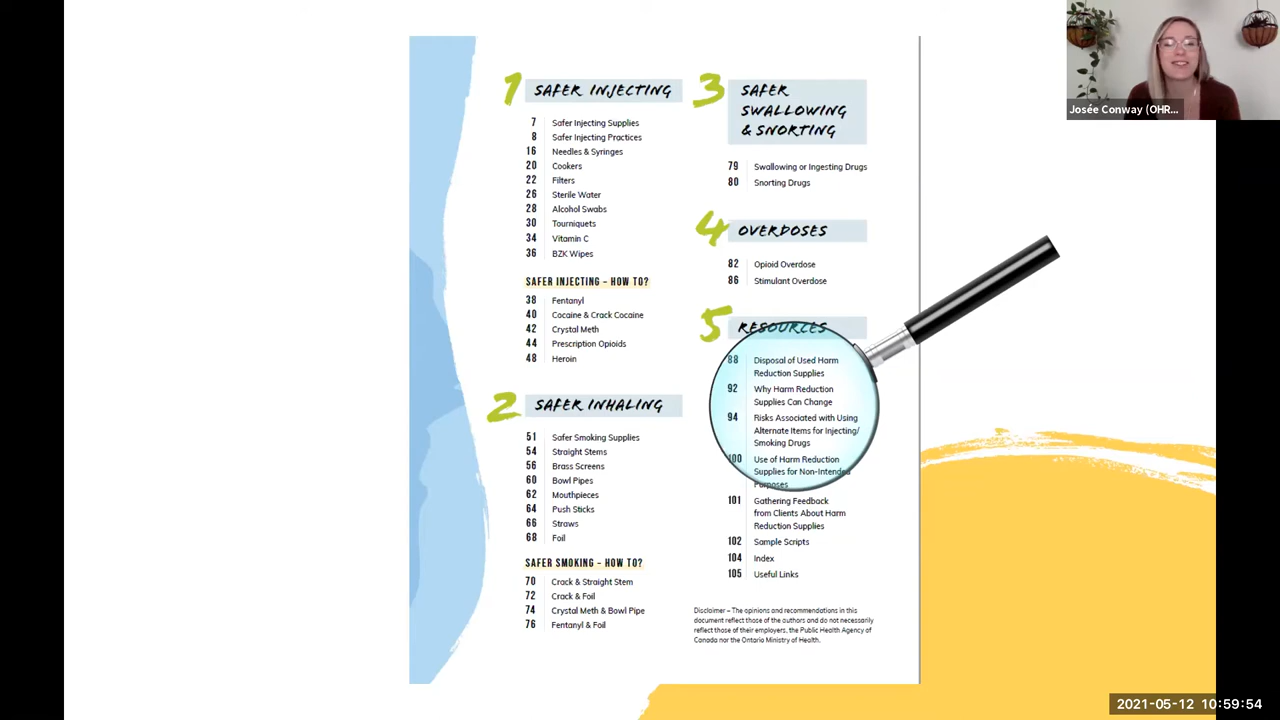 1 SAFER INJECTING
7 Safer Injecting Supplies
8 Safer Injecting Practices
16 Needles & Syringes
20 Cookers
22 Filters
26 Sterile Water
28 Alcohol Swabs
30 Tourniquets
34 Vitamin C
36 BZK Wipes
SAFER INJECTING – HOW TO?
38 Fentanyl
40 Cocaine & Crack Cocaine
42 Crystal Meth
44 Prescription Opioids
48 Heroin
2 SAFER INHALING
51 Safer Smoking Supplies
54 Straight Stems
56 Brass Screens
60 Bowl Pipes
62 Mouthpieces
64 Push Sticks
66 Straws
68 Foil
SAFER SMOKING – HOW TO?
70 Crack & Straight Stem
72 Crack & Foil
74 Crystal Meth & Bowl Pipe
76 Fentanyl & Foil
3 SAFER
SWALLOWING
& SNORTING
79 Swallowing or Ingesting Drugs
80 Snorting Drugs
4 OVERDOSES
82 Opioid Overdose
86 Stimulant Overdose
5 RESOURCES
88 Disposal of Used Harm
Reduction Supplies
92 Why Harm Reduction
Supplies Can Change
94 Risks Associated with Using
Alternate Items for Injecting/
Smoking Drugs
100 Use of Harm Reduction
Supplies for Non-Intended
Purposes
101 Gathering Feedback
from Clients About Harm
Reduction Supplies
102 Sample Scripts
104 Index
105 Useful Links
Disclaimer – The opinions and recommendations in this
document reflect those of the authors and do not necessarily
reflect those of their employers, the Public Health Agency of
Canada nor the Ontario Ministry of Health.
Josée Conway (OHR...
2021-05-12 10:59:54